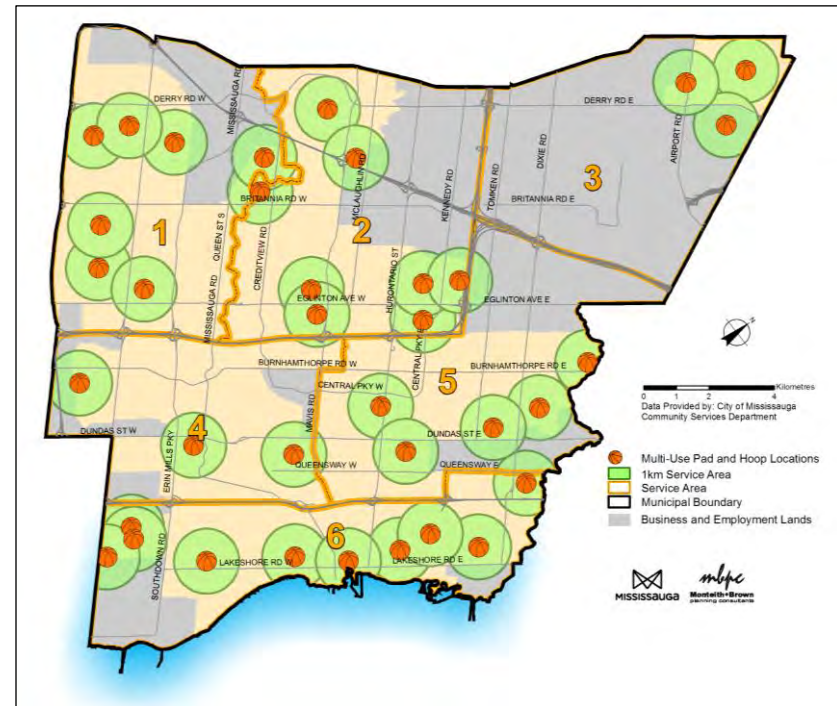 DERRY RD W
MISSISSAUGA RD
DERRY RD E
AIRPORT RD
DIXIE RD
3
MCLAUGHLIN RD
KENNEDY RD
TOMKEN RD
BRITANNIA RD W
BRITANNIA RD E
1
2
QUEEN ST S
CREDITVIEW RD
HURONTARIO ST
MISSISSAUGA RD
EGLINTON AVE W
EGLINTON AVE E
N
BURNHAMTHORPE RD W
CENTRAL PKY E
5
BURNHAMTHORPE RD E
CENTRAL PKY W
0 1 2 4
Kilometres
Data Provided by: City of Mississauga
Community Services Department
MAVIS RD
DUNDAS ST W
4
DUNDAS ST E
ERIN MILLS PKY
QUEENSWAY W
QUEENSWAY E
Multi-Use Pad and Hoop Locations
1km Service Area
Service Area
Municipal Boundary
Business and Employment Lands
6
SOUTHDOWN RD
LAKESHORE RD W
LAKESHORE RD E
MISSISSAUGA
mbpc
Monteith+Brown
planning consultants